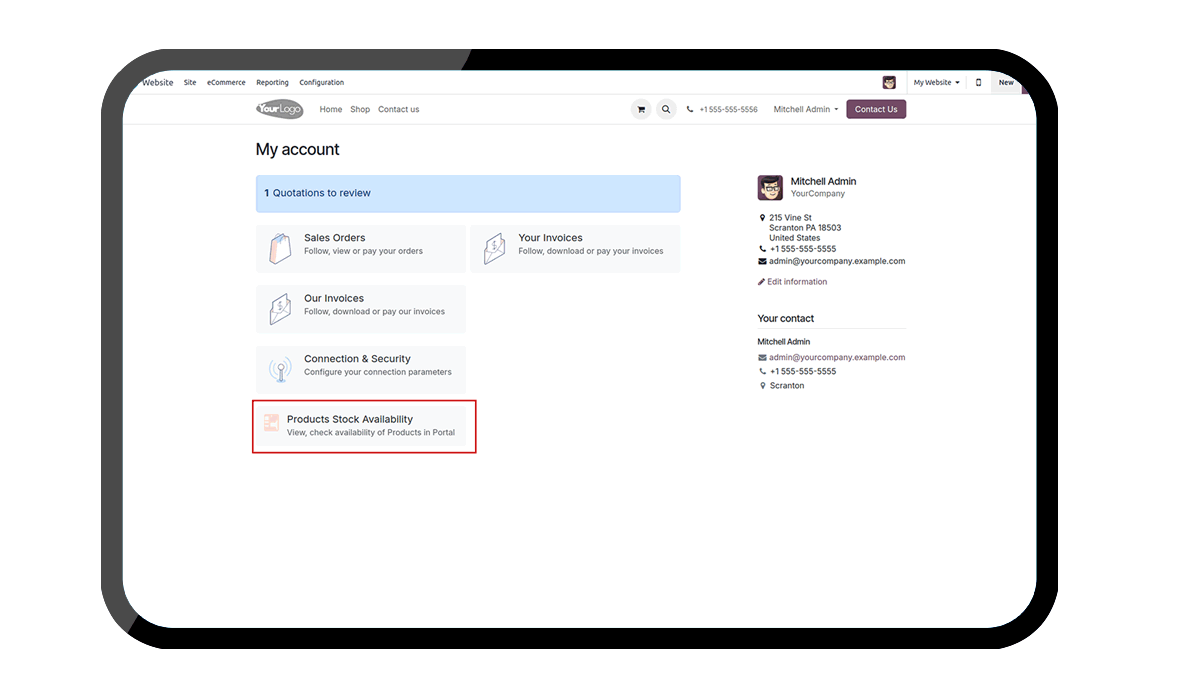 Website Site eCommerce Reporting Configuration My Website New
YourLogo Home Shop Contact us +1 555-555-5556 Mitchell Admin Contact Us
My account
1 Quotations to review
Sales Orders
Follow, view or pay your orders
Your Invoices
Follow, download or pay your invoices
Our Invoices
Follow, download or pay our invoices
Connection & Security
Configure your connection parameters
Products Stock Availability
View, check availability of Products in Portal
Mitchell Admin
YourCompany
215 Vine St
Scranton PA 18503
United States
+1 555-555-5555
admin@yourcompany.example.com
Edit information
Your contact
Mitchell Admin
admin@yourcompany.example.com
+1 555-555-5555
Scranton